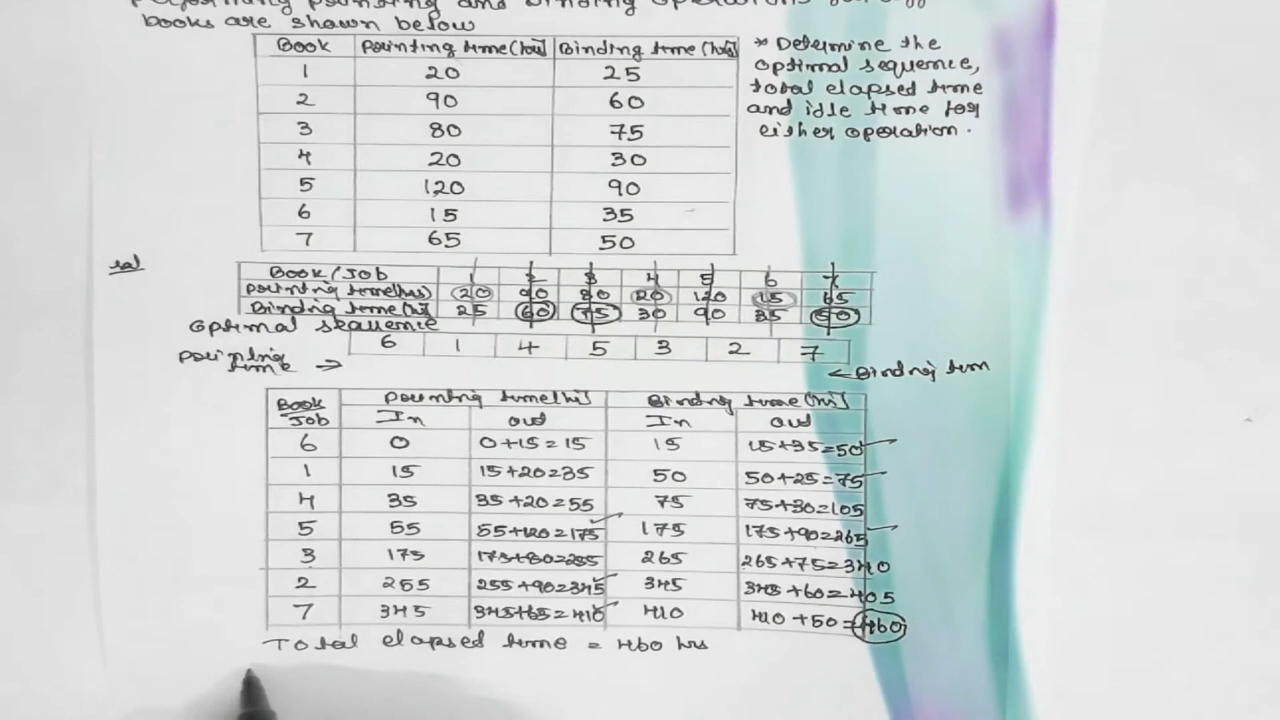 performing printing and binding operations for diff
books are shown below
Book Printing time(hrs) Binding time (hrs)
1 20 25
2 90 60
3 80 75
4 20 30
5 120 90
6 15 35
7 65 50
* Determine the
optimal sequence,
total elapsed time
and idle time for
either operation.
sol
Book/Job 1 2 3 4 5 6 7
Printing time(hrs) 20 90 80 20 120 15 65
Binding time (hrs) 25 60 75 30 90 35 50
Optimal sequence
6 1 4 5 3 2 7
Printing time → ← Binding time
Book Job Printing time(hrs) Binding time(hrs)
In out In out
6 0 0+15=15 15 15+35=50
1 15 15+20=35 50 50+25=75
4 35 35+20=55 75 75+30=105
5 55 55+120=175 175 175+90=265
3 175 175+80=255 265 265+75=340
2 255 255+90=345 345 345+60=405
7 345 345+65=410 410 410+50=460
Total elapsed time = 460 hrs